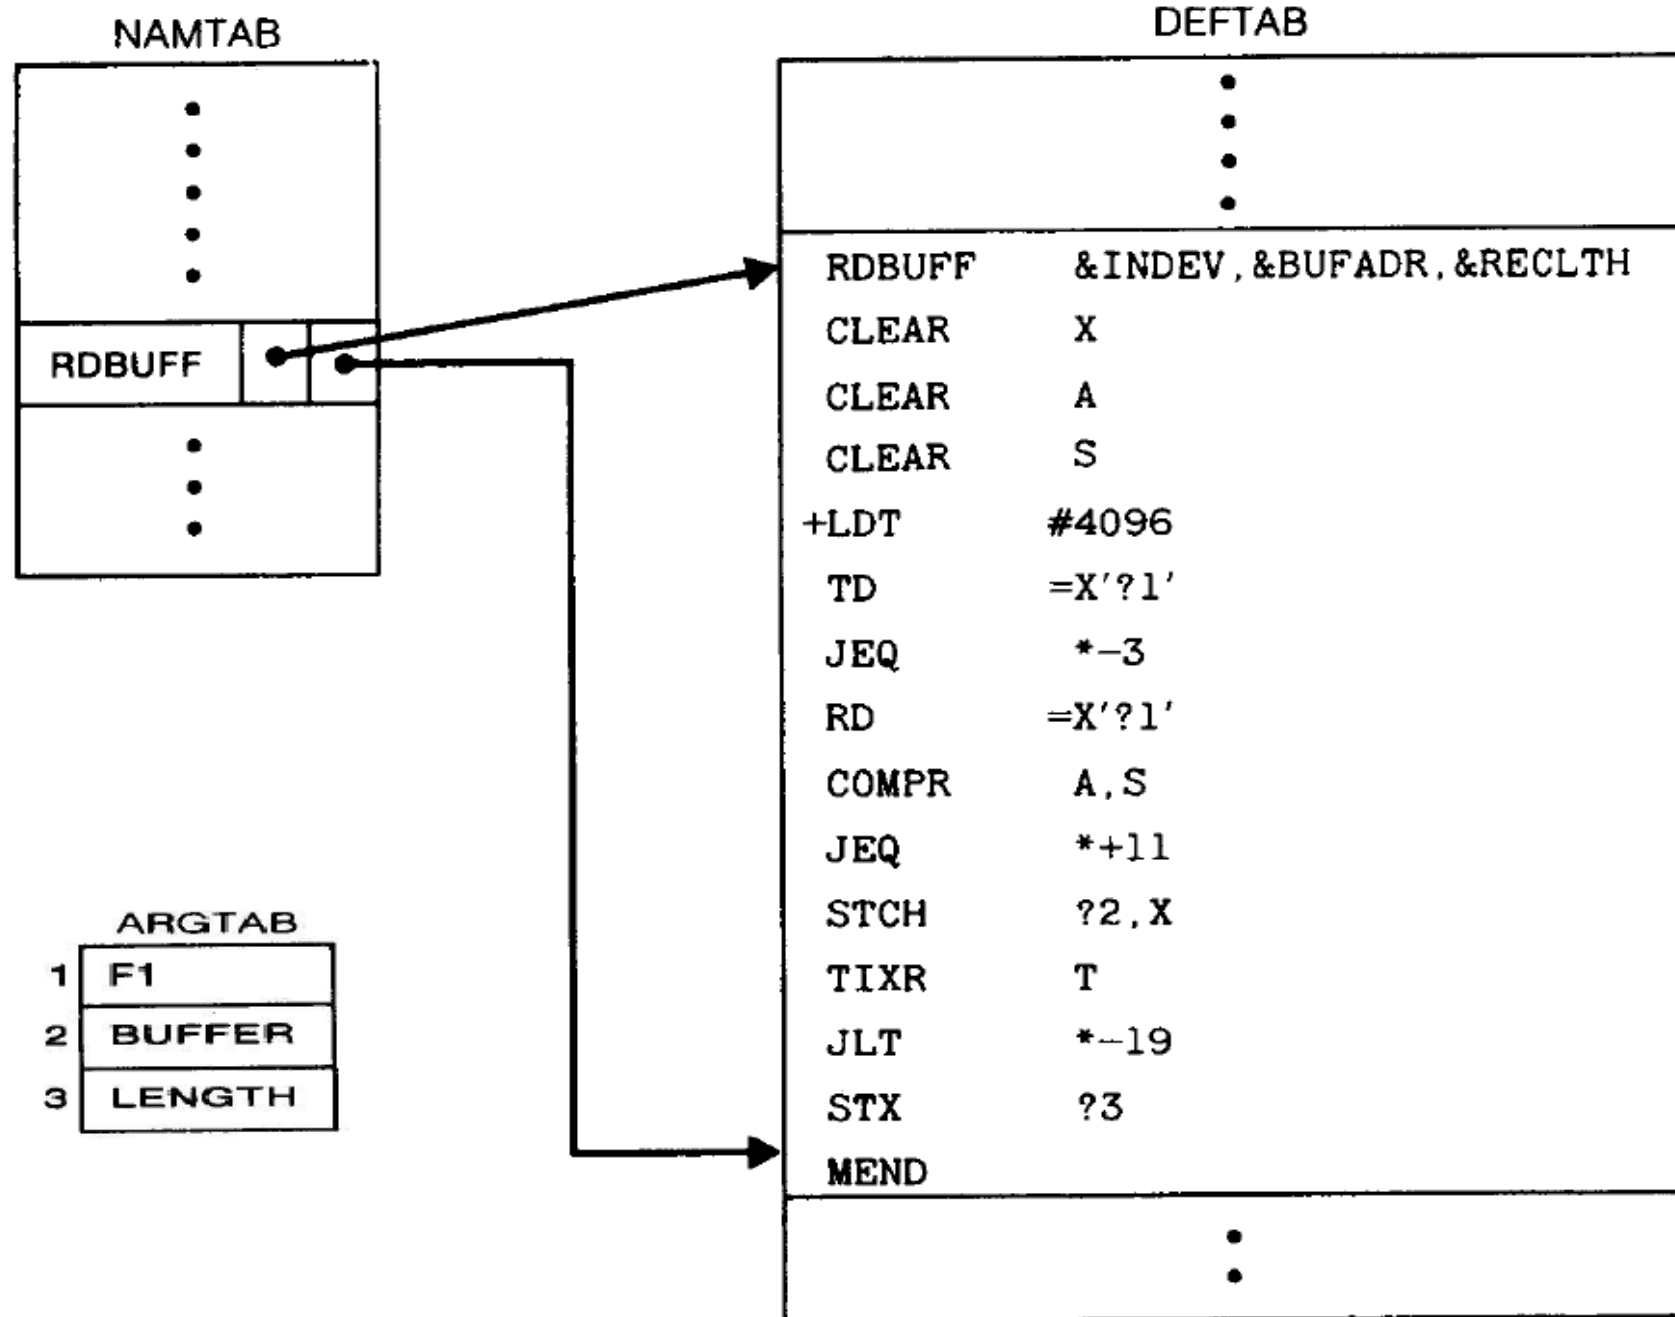 NAMTAB
RDBUFF
ARGTAB
1 F1
2 BUFFER
3 LENGTH
DEFTAB
RDBUFF &INDEV,&BUFADR,&RECLTH
CLEAR X
CLEAR A
CLEAR S
+LDT #4096
TD =X'?1'
JEQ *-3
RD =X'?1'
COMPR A,S
JEQ *+11
STCH ?2,X
TIXR T
JLT *-19
STX ?3
MEND